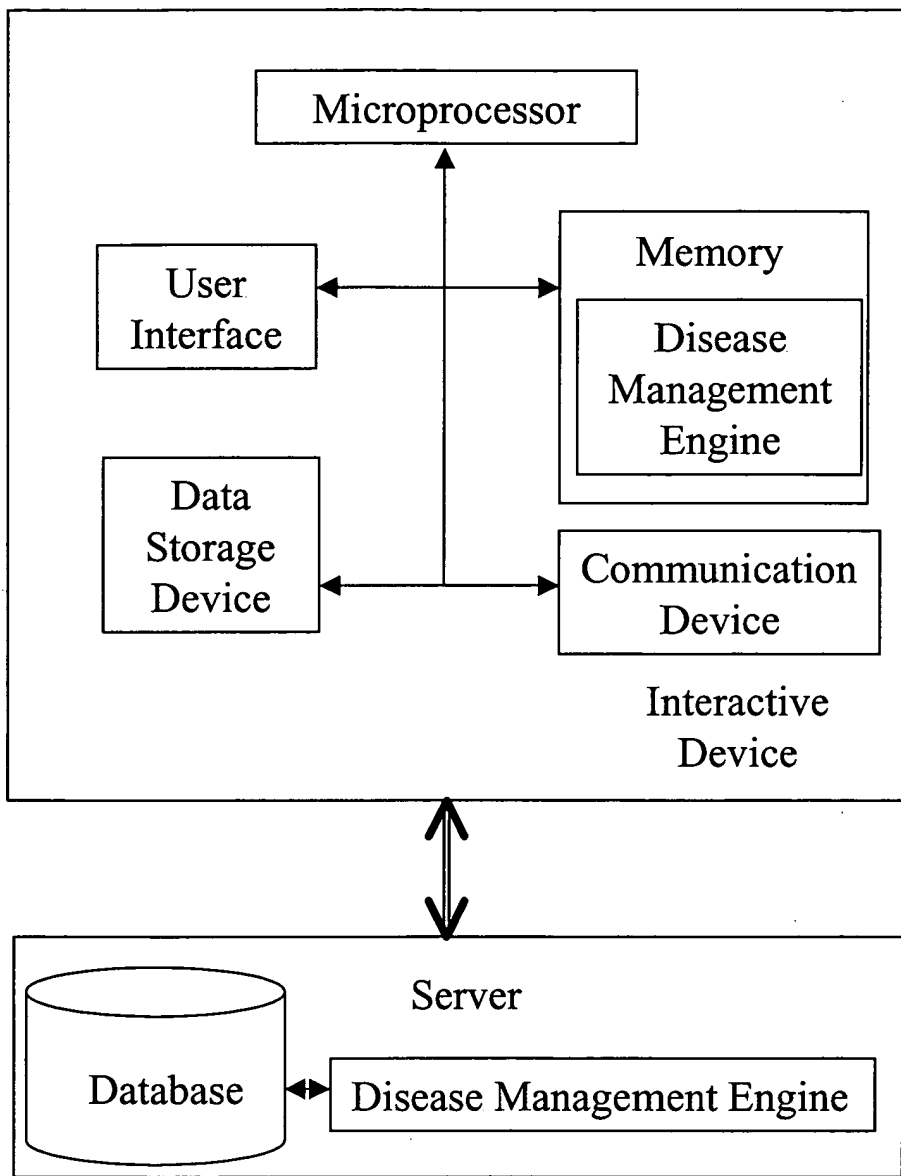 Microprocessor
User
Interface
Memory
Disease
Management
Engine
Data
Storage
Device
Communication
Device
Interactive
Device
Server
Database
Disease Management Engine